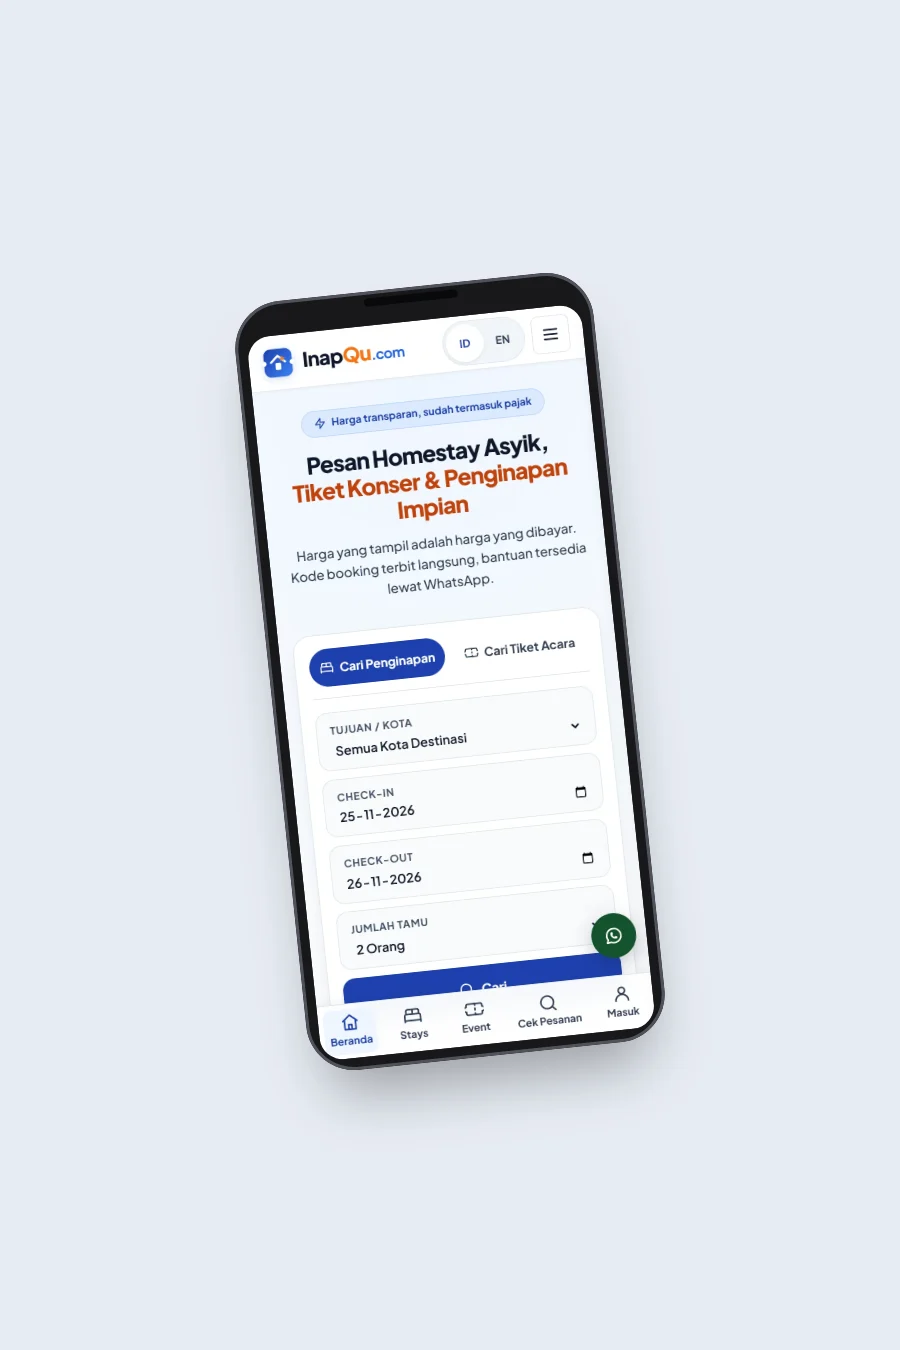 InapQu.com
ID
EN
Harga transparan, sudah termasuk pajak
Pesan Homestay Asyik,
Tiket Konser & Penginapan
Impian
Harga yang tampil adalah harga yang dibayar.
Kode booking terbit langsung, bantuan tersedia
lewat WhatsApp.
Cari Penginapan
Cari Tiket Acara
TUJUAN / KOTA
Semua Kota Destinasi
CHECK-IN
25-11-2026
CHECK-OUT
26-11-2026
JUMLAH TAMU
2 Orang
Cari
Beranda
Stays
Event
Cek Pesanan
Masuk